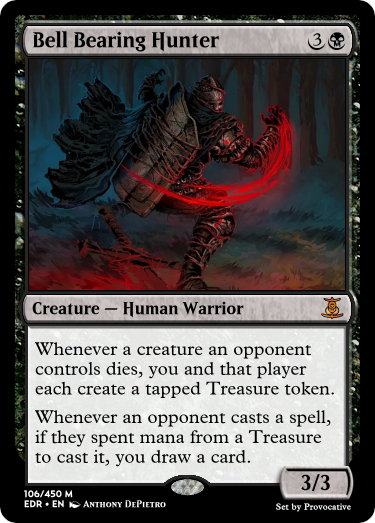 Bell Bearing Hunter 3
Creature — Human Warrior
Whenever a creature an opponent
controls dies, you and that player
each create a tapped Treasure token.
Whenever an opponent casts a spell,
if they spent mana from a Treasure
to cast it, you draw a card.
3/3
106/450 M
EDR • EN Anthony DePietro
Set by Provocative